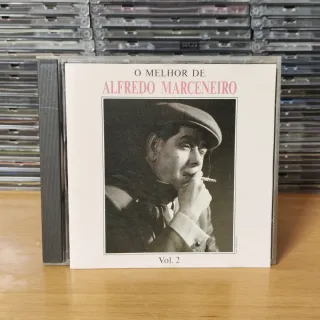 O MELHOR DE
ALFREDO MARCENEIRO
Vol. 2